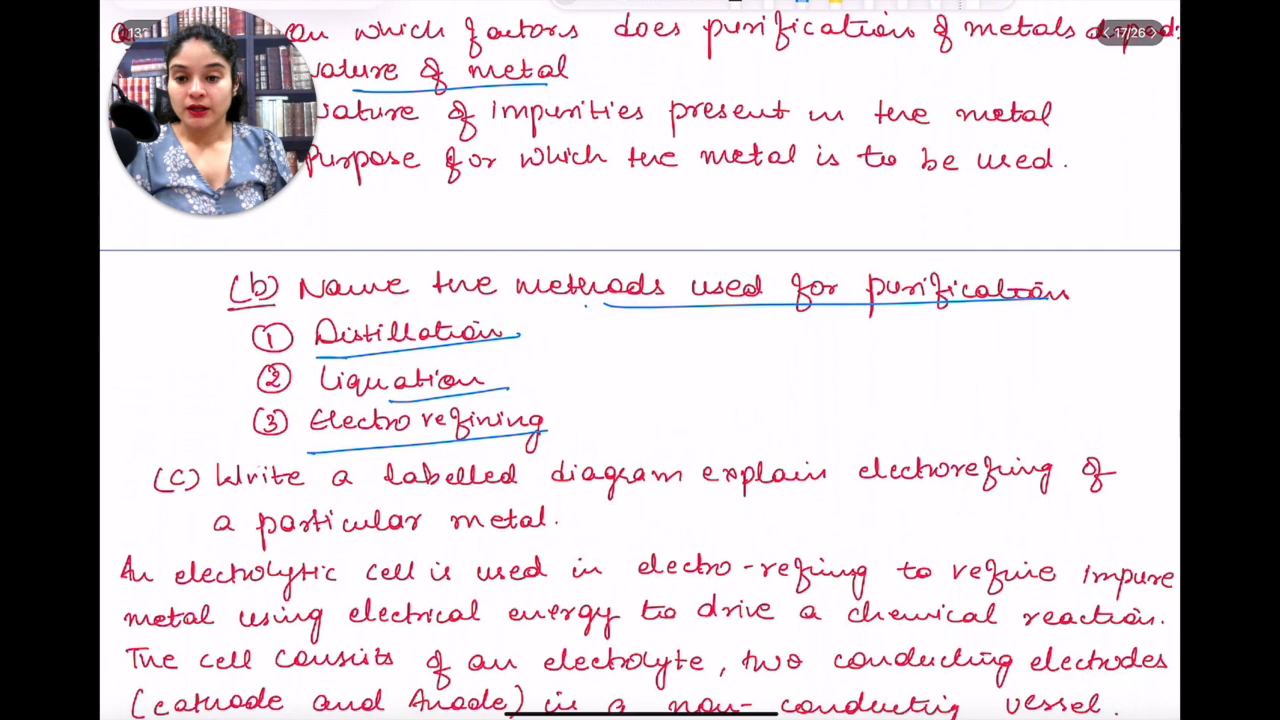 on which factors does purification of metals
nature of metal
nature of impurities present in the metal
purpose for which the metal is to be used.
17/26
(b) Name the methods used for purification
① Distillation
② Liquation
③ Electro refining
(c) Write a labelled diagram explain electrorefing of
a particular metal.
An electrolytic cell is used in electro-refing to refine impure
metal using electrical energy to drive a chemical reaction.
The cell consists of an electrolyte, two conducting electrodes
(cathode and Anode) in a non-conducting vessel.